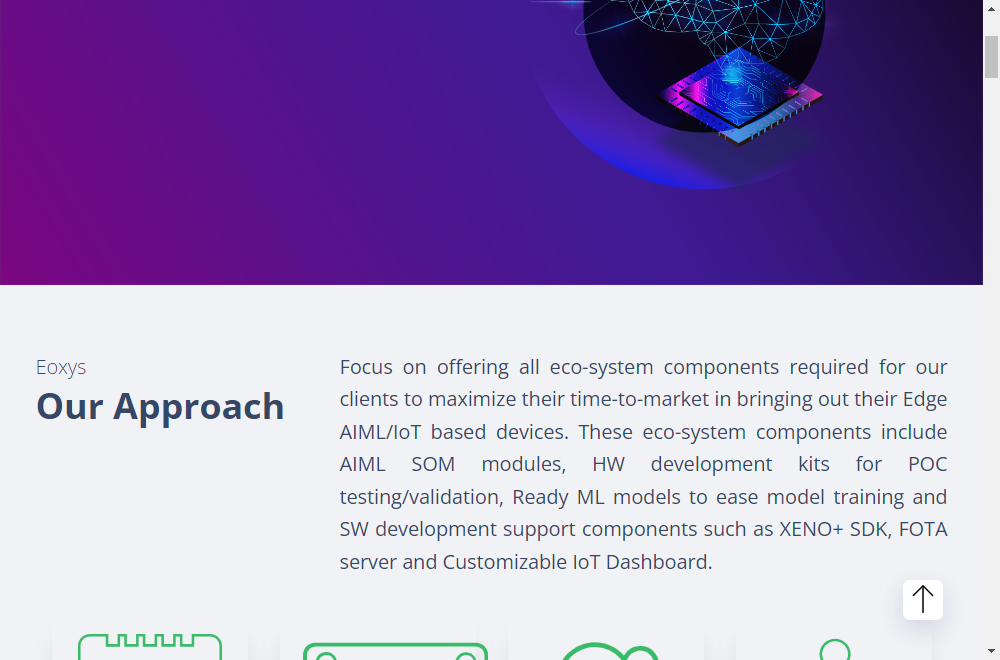 Eoxys
Our Approach
Focus on offering all eco-system components required for our
clients to maximize their time-to-market in bringing out their Edge
AIML/IoT based devices. These eco-system components include
AIML SOM modules, HW development kits for POC
testing/validation, Ready ML models to ease model training and
SW development support components such as XENO+ SDK, FOTA
server and Customizable IoT Dashboard.